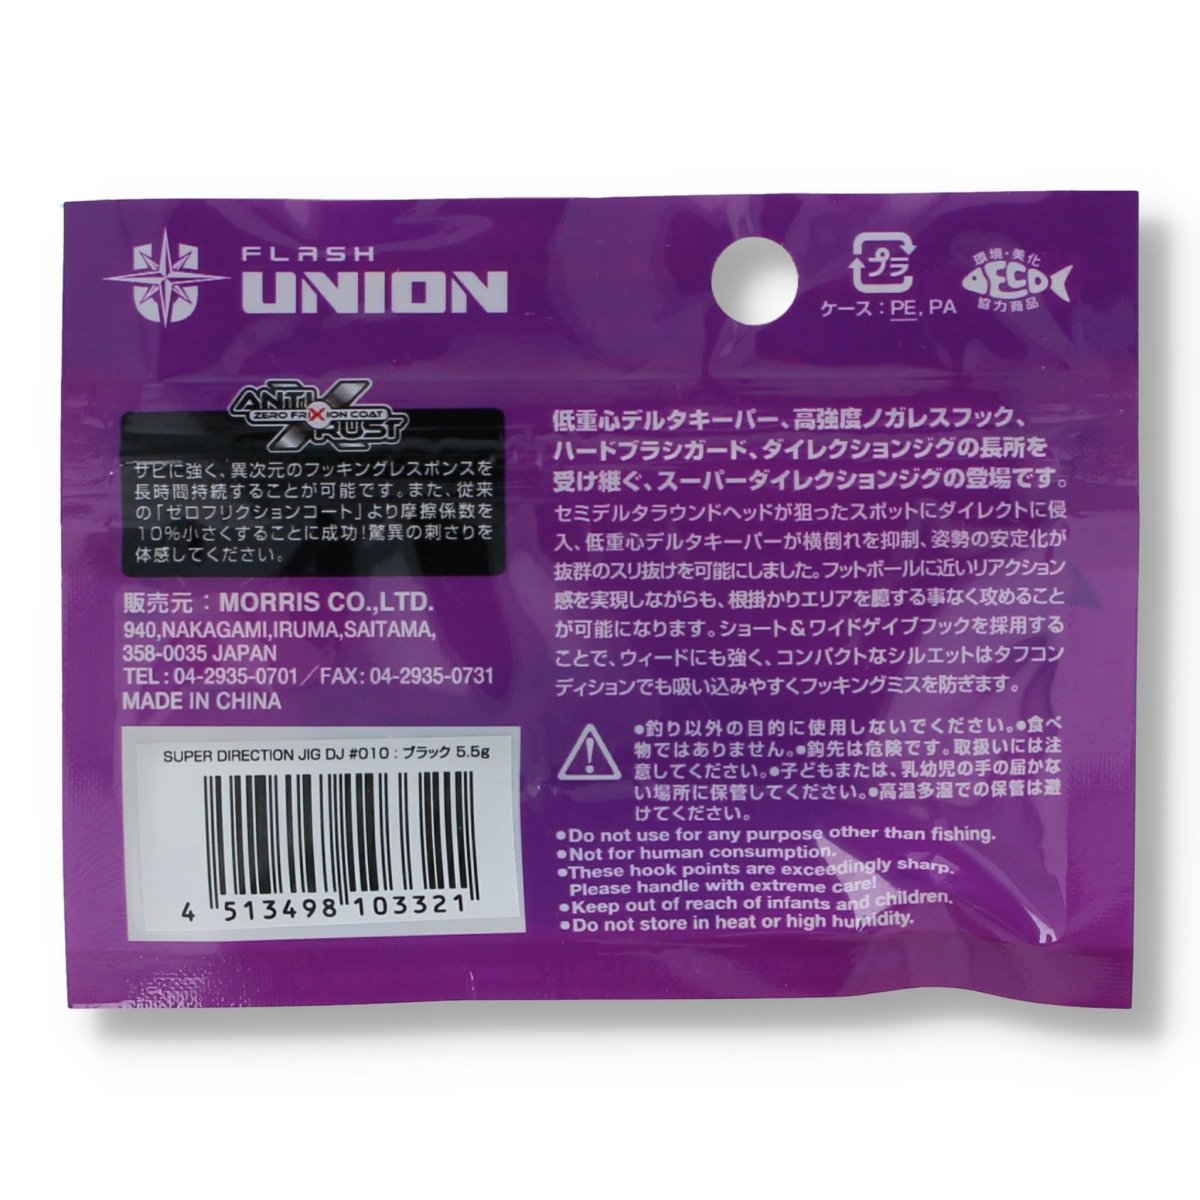 FLASH
UNION
プラ
ケース：PE, PA
環境・美化
ECO
協力商品
ANTI
ZERO FRIXION COAT
RUST
サビに強く、異次元のフッキングレスポンスを
長時間持続することが可能です。また、従来
の「ゼロフリクションコート」より摩擦係数を
10%小さくすることに成功！驚異の刺さりを
体感してください。
販売元：MORRIS CO.,LTD.
940,NAKAGAMI,IRUMA,SAITAMA,
358-0035 JAPAN
TEL：04-2935-0701／FAX：04-2935-0731
MADE IN CHINA
SUPER DIRECTION JIG DJ #010：ブラック 5.5g
4 513498 103321
低重心デルタキーパー、高強度ノガレスフック、
ハードブラシガード、ダイレクションジグの長所を
受け継ぐ、スーパーダイレクションジグの登場です。
セミデルタラウンドヘッドが狙ったスポットにダイレクトに侵
入、低重心デルタキーパーが横倒れを抑制、姿勢の安定化が
抜群のスリ抜けを可能にしました。フットボールに近いリアクション
感を実現しながらも、根掛かりエリアを臆する事なく攻めること
が可能になります。ショート＆ワイドゲイブフックを採用する
ことで、ウィードにも強く、コンパクトなシルエットはタフコン
ディションでも吸い込みやすくフッキングミスを防ぎます。
●釣り以外の目的に使用しないでください。●食べ
物ではありません。●鈎先は危険です。取扱いには注
意してください。●子どもまたは、乳幼児の手の届かな
い場所に保管してください。●高温多湿での保管は避
けてください。
●Do not use for any purpose other than fishing.
●Not for human consumption.
●These hook points are exceedingly sharp.
Please handle with extreme care!
●Keep out of reach of infants and children.
●Do not store in heat or high humidity.